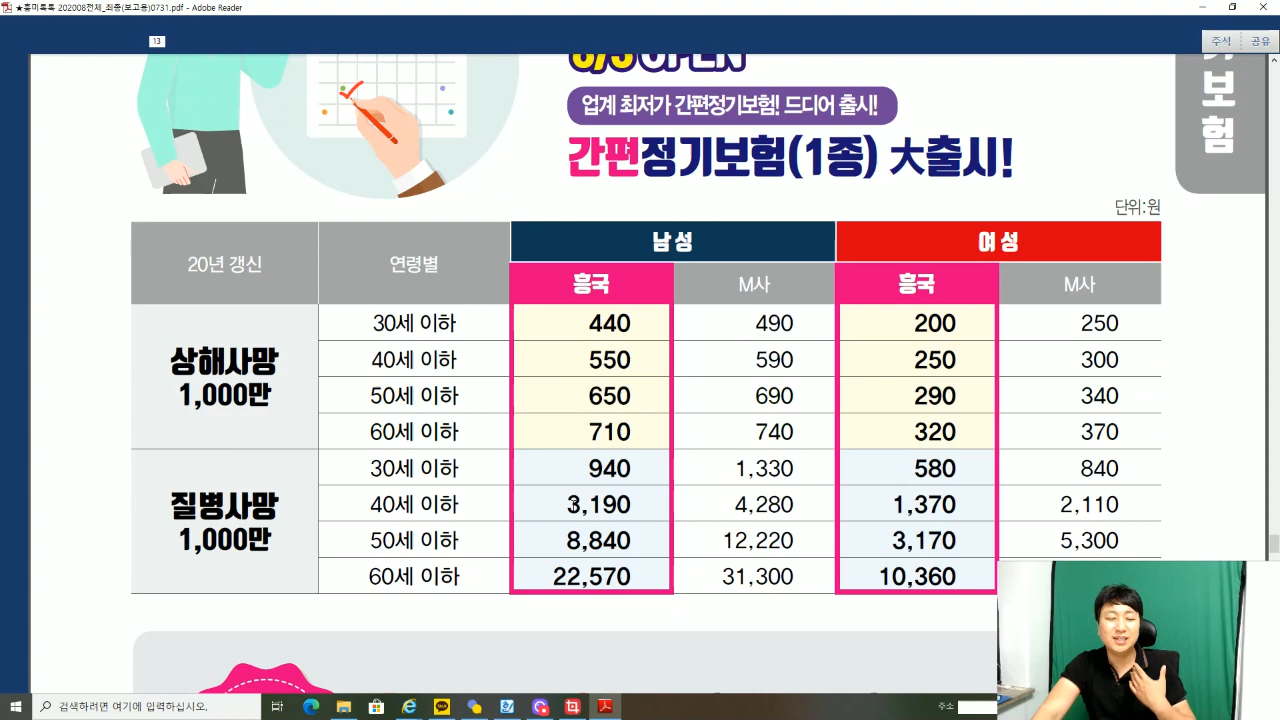 ★흥미톡톡 202008전체_최종(보고용)0731.pdf - Adobe Reader
13
주석 공유
보험
업계 최저가 간편정기보험! 드디어 출시!
간편정기보험(1종) 大출시!
단위:원
20년 갱신 연령별 남성 여성
흥국 M사 흥국 M사
상해사망 1,000만
30세 이하 440 490 200 250
40세 이하 550 590 250 300
50세 이하 650 690 290 340
60세 이하 710 740 320 370
질병사망 1,000만
30세 이하 940 1,330 580 840
40세 이하 3,190 4,280 1,370 2,110
50세 이하 8,840 12,220 3,170 5,300
60세 이하 22,570 31,300 10,360
검색하려면 여기에 입력하십시오.
주소